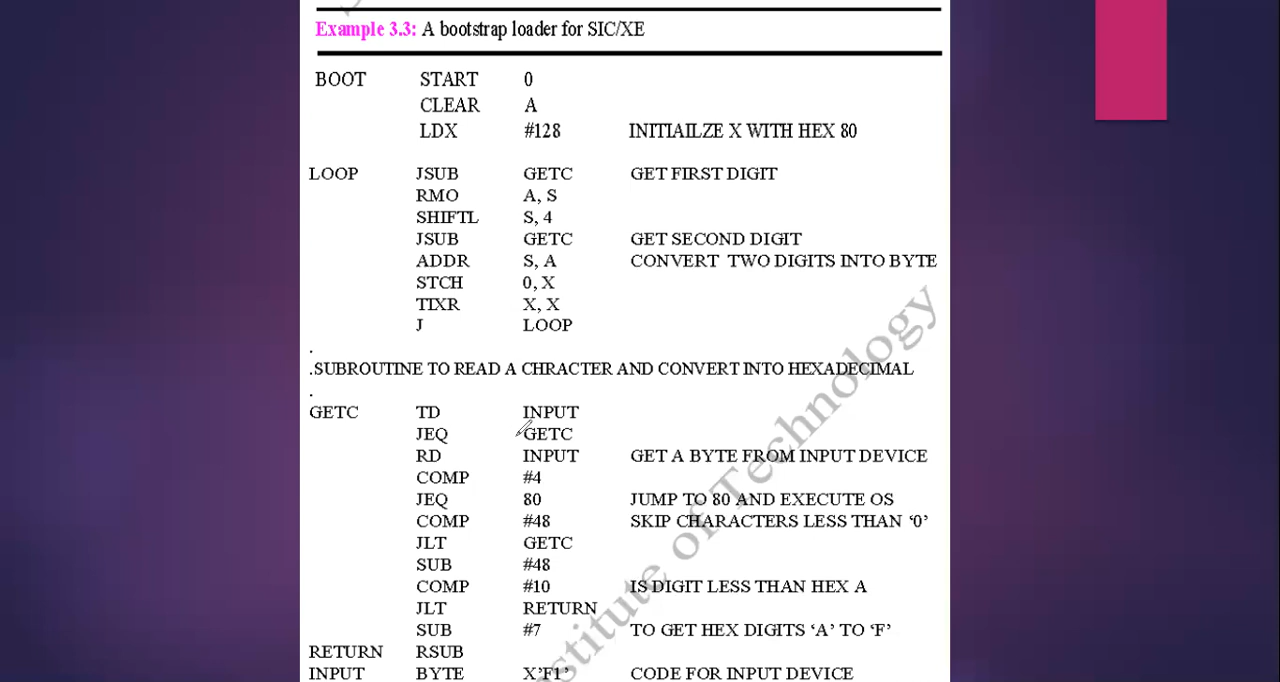 Example 3.3: A bootstrap loader for SIC/XE
BOOT START 0
CLEAR A
LDX #128 INITIAILZE X WITH HEX 80
LOOP JSUB GETC GET FIRST DIGIT
RMO A, S
SHIFTL S, 4
JSUB GETC GET SECOND DIGIT
ADDR S, A CONVERT TWO DIGITS INTO BYTE
STCH 0, X
TIXR X, X
J LOOP
.
.SUBROUTINE TO READ A CHRACTER AND CONVERT INTO HEXADECIMAL
.
GETC TD INPUT
JEQ GETC
RD INPUT GET A BYTE FROM INPUT DEVICE
COMP #4
JEQ 80 JUMP TO 80 AND EXECUTE OS
COMP #48 SKIP CHARACTERS LESS THAN ‘0’
JLT GETC
SUB #48
COMP #10 IS DIGIT LESS THAN HEX A
JLT RETURN
SUB #7 TO GET HEX DIGITS ‘A’ TO ‘F’
RETURN RSUB
INPUT BYTE X’F1’ CODE FOR INPUT DEVICE
of Technology